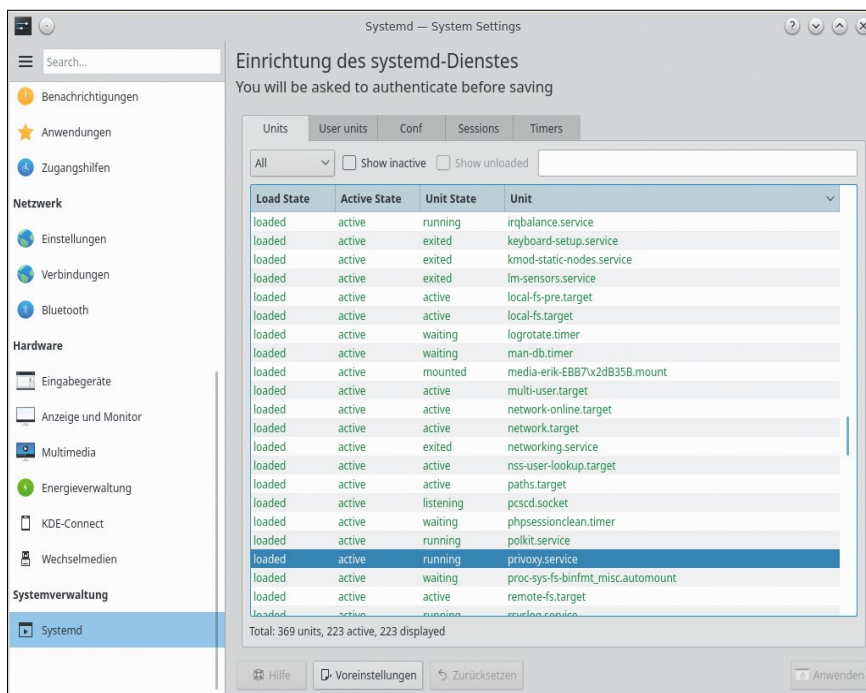 Systemd — System Settings
Search...
Benachrichtigungen
Anwendungen
Zugangshilfen
Netzwerk
Einstellungen
Verbindungen
Bluetooth
Hardware
Eingabegeräte
Anzeige und Monitor
Multimedia
Energieverwaltung
KDE-Connect
Wechselmedien
Systemverwaltung
Systemd
Einrichtung des systemd-Dienstes
You will be asked to authenticate before saving
Units User units Conf Sessions Timers
All Show inactive Show unloaded
Load State Active State Unit State Unit
loaded active running irqbalance.service
loaded active exited keyboard-setup.service
loaded active exited kmod-static-nodes.service
loaded active exited lm-sensors.service
loaded active active local-fs-pre.target
loaded active active local-fs.target
loaded active waiting logrotate.timer
loaded active waiting man-db.timer
loaded active mounted media-erik-EBB7\x2dB35B.mount
loaded active active multi-user.target
loaded active active network-online.target
loaded active active network.target
loaded active exited networking.service
loaded active active nss-user-lookup.target
loaded active active paths.target
loaded active listening pcscd.socket
loaded active waiting phpsessionclean.timer
loaded active running polkit.service
loaded active running privoxy.service
loaded active waiting proc-sys-fs-binfmt_misc.automount
loaded active active remote-fs.target
loaded active running rsyslog.service
Total: 369 units, 223 active, 223 displayed
Hilfe Voreinstellungen Zurücksetzen Anwenden